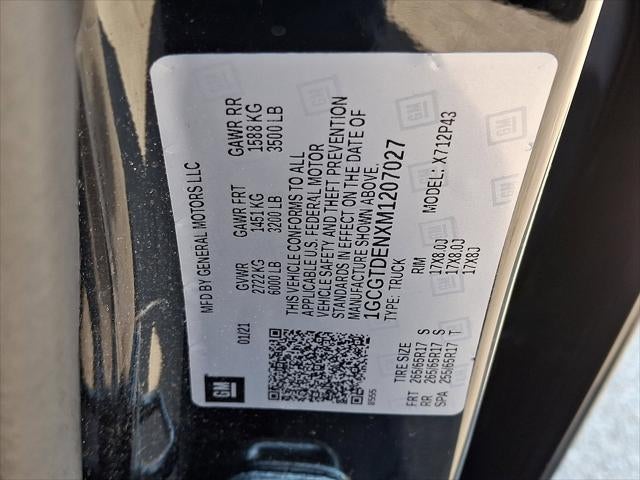 MFD BY GENERAL MOTORS LLC
01/21
GVWR GAWR FRT GAWR RR
2722 KG 1451 KG 1588 KG
6000 LB 3200 LB 3500 LB
THIS VEHICLE CONFORMS TO ALL
APPLICABLE U.S. FEDERAL MOTOR
VEHICLE SAFETY AND THEFT PREVENTION
STANDARDS IN EFFECT ON THE DATE OF
MANUFACTURE SHOWN ABOVE.
1GCGTDENXM1207027
TYPE: TRUCK MODEL: X712P43
TIRE SIZE RIM
FRT 265/65R17 S 17X8.0J
RR 265/65R17 S 17X8.0J
SPA 255/65R17 T 17X8J
GM